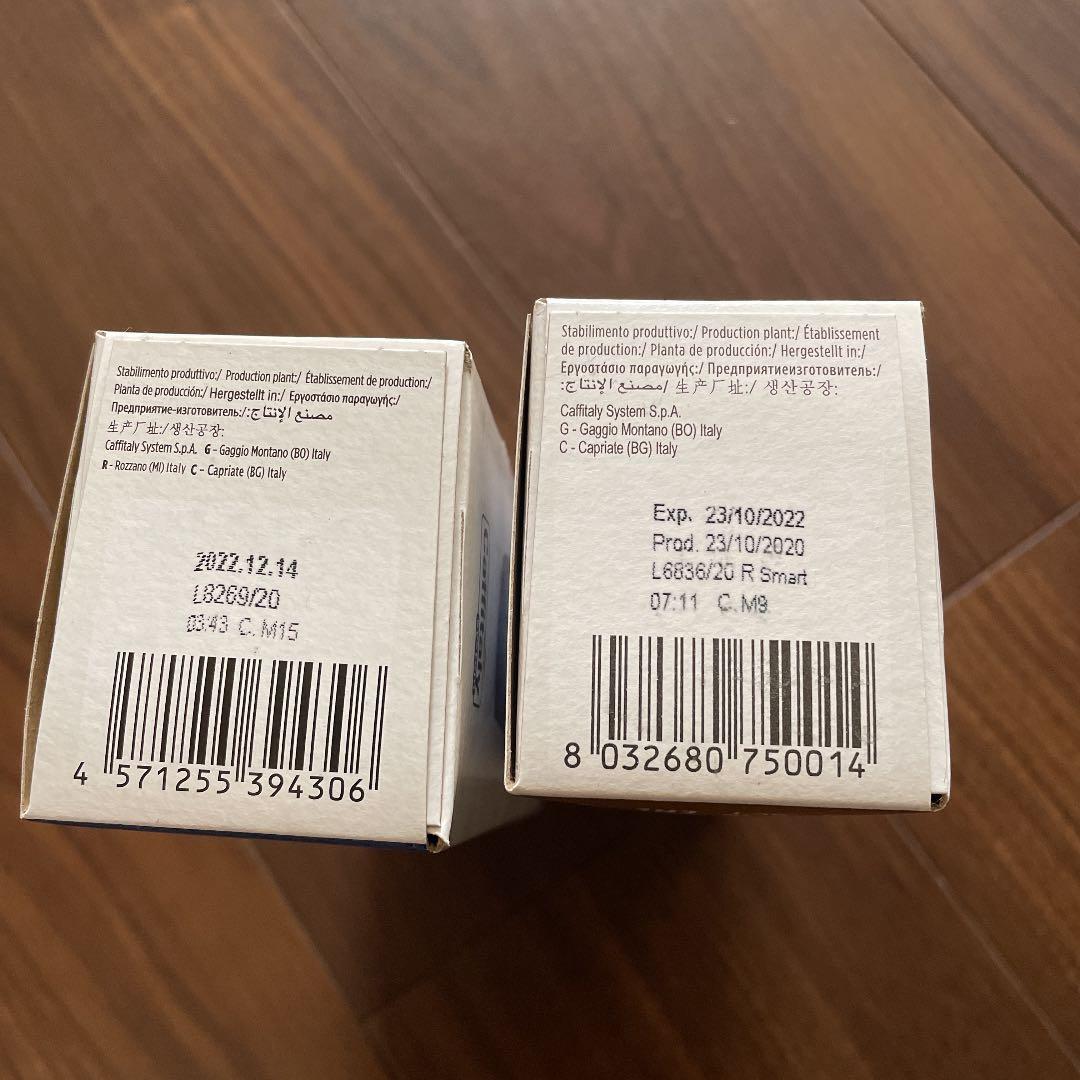 Stabilimento produttivo:/ Production plant:/ Établissement de production:/
Planta de producción:/ Hergestellt in:/ Εργοστάσιο παραγωγής:/
Предприятие-изготовитель:/مصنع الإنتاج:/
生产厂址:/생산공장:
Caffitaly System S.p.A. G - Gaggio Montano (BO) Italy
R - Rozzano (MI) Italy C - Capriate (BG) Italy
2022.12.14
L8269/20
03:43 C. M15
4 571255 394306
Stabilimento produttivo:/ Production plant:/ Établissement
de production:/ Planta de producción:/ Hergestellt in:/
Εργοστάσιο παραγωγής:/ Предприятиеизготовитель:/
مصنع الإنتاج:/ 生产厂址:/ 생산공장:
Caffitaly System S.p.A.
G - Gaggio Montano (BO) Italy
C - Capriate (BG) Italy
Exp. 23/10/2022
Prod. 23/10/2020
L6836/20 R Smart
07:11 C. M9
8 032680 750014